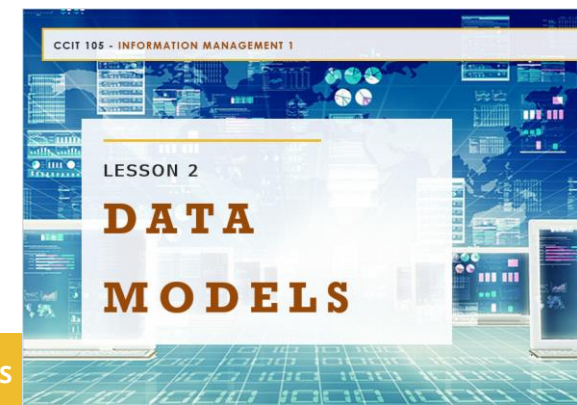 CCIT 105 - INFORMATION MANAGEMENT 1
LESSON 2
DATA
MODELS
S